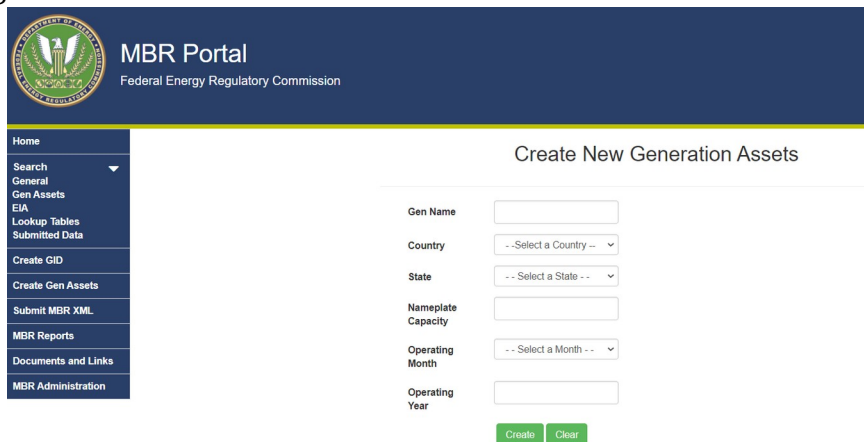 MBR Portal
Federal Energy Regulatory Commission
Home
Search
General
Gen Assets
EIA
Lookup Tables
Submitted Data
Create GID
Create Gen Assets
Submit MBR XML
MBR Reports
Documents and Links
MBR Administration
Create New Generation Assets
Gen Name
Country
- -Select a Country --
State
- - Select a State - -
Nameplate
Capacity
Operating
Month
- - Select a Month - -
Operating
Year
Create
Clear